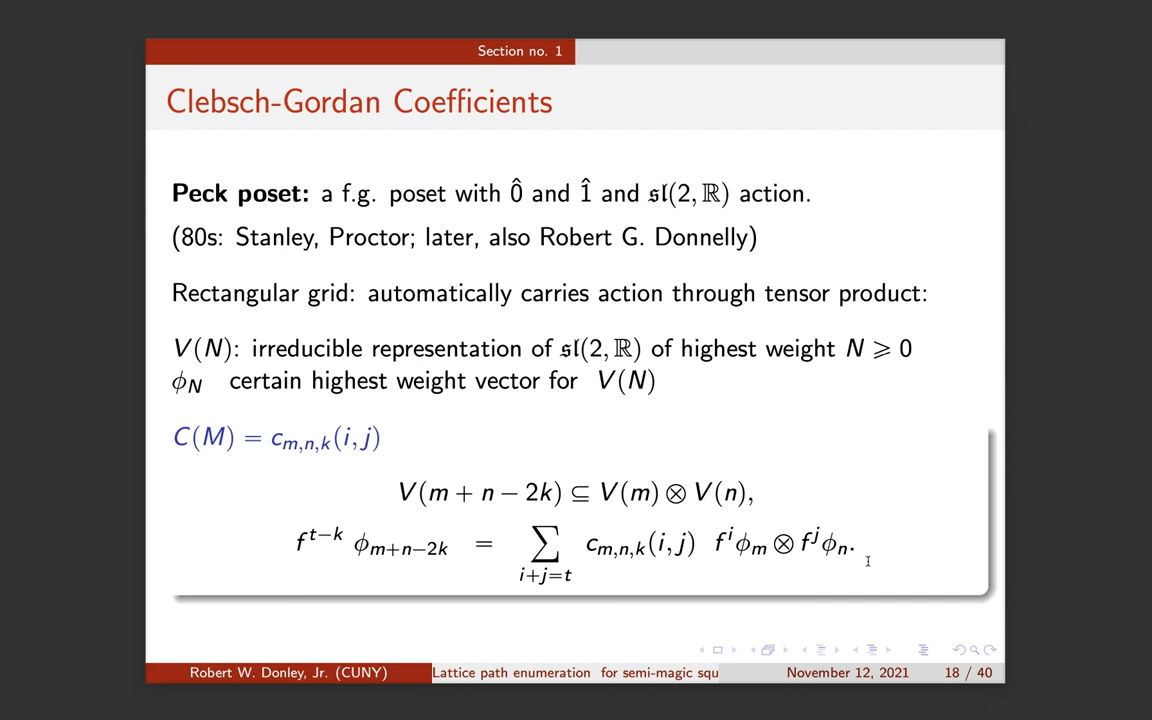 Section no. 1
Clebsch-Gordan Coefficients
Peck poset: a f.g. poset with 0̂ and 1̂ and 𝔰𝔩(2, ℝ) action.
(80s: Stanley, Proctor; later, also Robert G. Donnelly)
Rectangular grid: automatically carries action through tensor product:
V(N): irreducible representation of 𝔰𝔩(2, ℝ) of highest weight N ⩾ 0
ϕ_N certain highest weight vector for V(N)
C(M) = c_{m,n,k}(i, j)
V(m + n − 2k) ⊆ V(m) ⊗ V(n),
f^{t−k} ϕ_{m+n−2k} = ∑_{i+j=t} c_{m,n,k}(i, j) f^i ϕ_m ⊗ f^j ϕ_n.
Robert W. Donley, Jr. (CUNY) Lattice path enumeration for semi-magic squ November 12, 2021 18 / 40